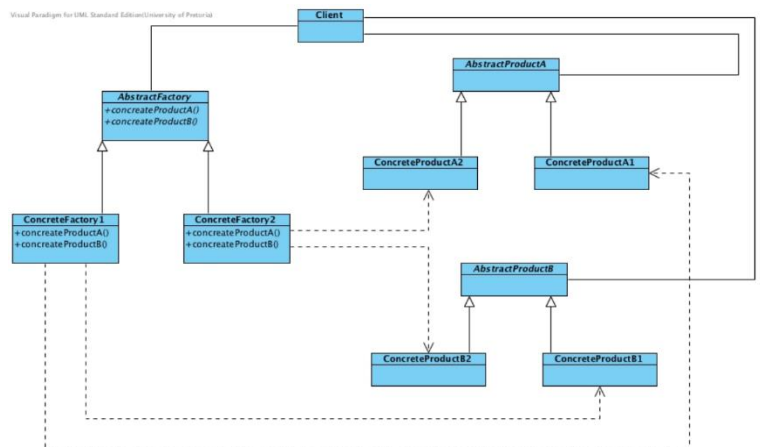 Visual Paradigm for UML Standard Edition(University of Pretoria)
Client
AbstractProductA
AbstractFactory
+concreateProductA()
+concreateProductB()
ConcreteProductA2
ConcreteProductA1
ConcreteFactory1
+concreateProductA()
+concreateProductB()
ConcreteFactory2
+concreateProductA()
+concreateProductB()
AbstractProductB
ConcreteProductB2
ConcreteProductB1